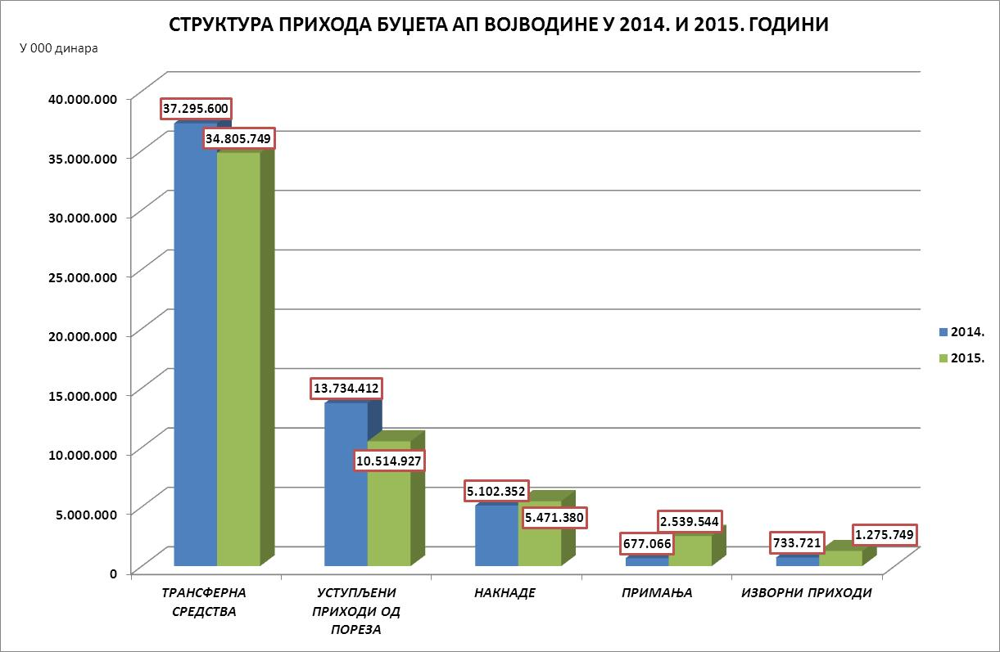 СТРУКТУРА ПРИХОДА БУЏЕТА АП ВОЈВОДИНЕ У 2014. И 2015. ГОДИНИ
У 000 динара
40.000.000
35.000.000
30.000.000
25.000.000
20.000.000
15.000.000
10.000.000
5.000.000
0
37.295.600
34.805.749
13.734.412
10.514.927
5.102.352
5.471.380
677.066
2.539.544
733.721
1.275.749
ТРАНСФЕРНА
СРЕДСТВА
УСТУПЉЕНИ
ПРИХОДИ ОД
ПОРЕЗА
НАКНАДЕ
ПРИМАЊА
ИЗВОРНИ ПРИХОДИ
2014.
2015.